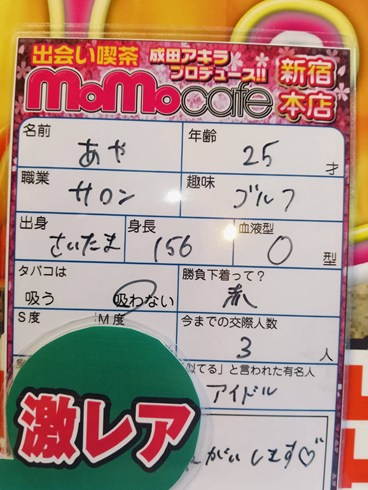 出会い喫茶 成田アキラ
プロデュース!! 新宿
MoMocafe 本店
名前 あや 年齢 25 才
職業 サロン 趣味 ゴルフ
出身 さいたま 身長 156 血液型 O 型
タバコは 吸う 吸わない 勝負下着って?
S度 M度 今までの交際人数 3 人
似てる」と言われた有名人
アイドル
激レア
がいします♡